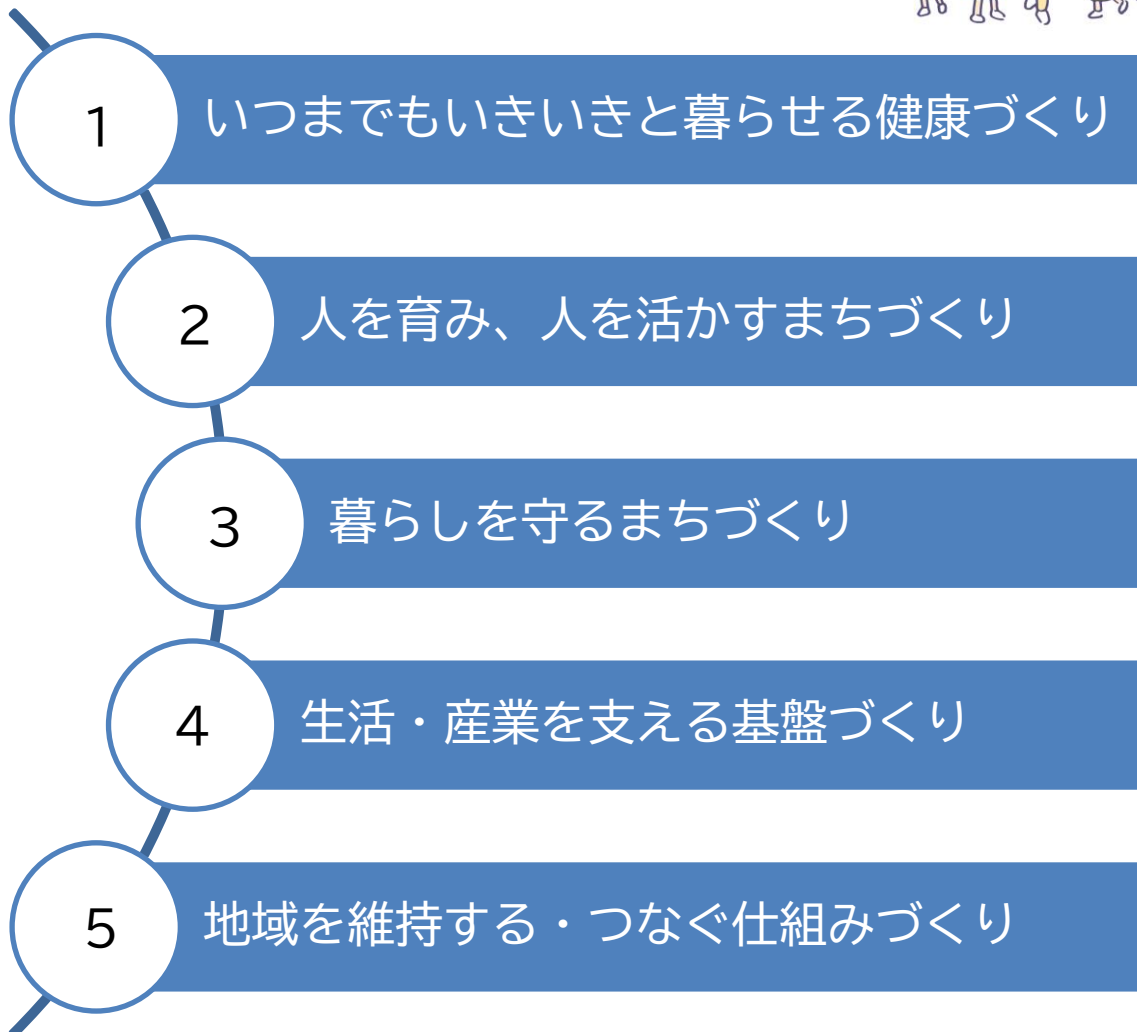 1 いつまでもいきいきと暮らせる健康づくり
2 人を育み、人を活かすまちづくり
3 暮らしを守るまちづくり
4 生活・産業を支える基盤づくり
5 地域を維持する・つなぐ仕組みづくり